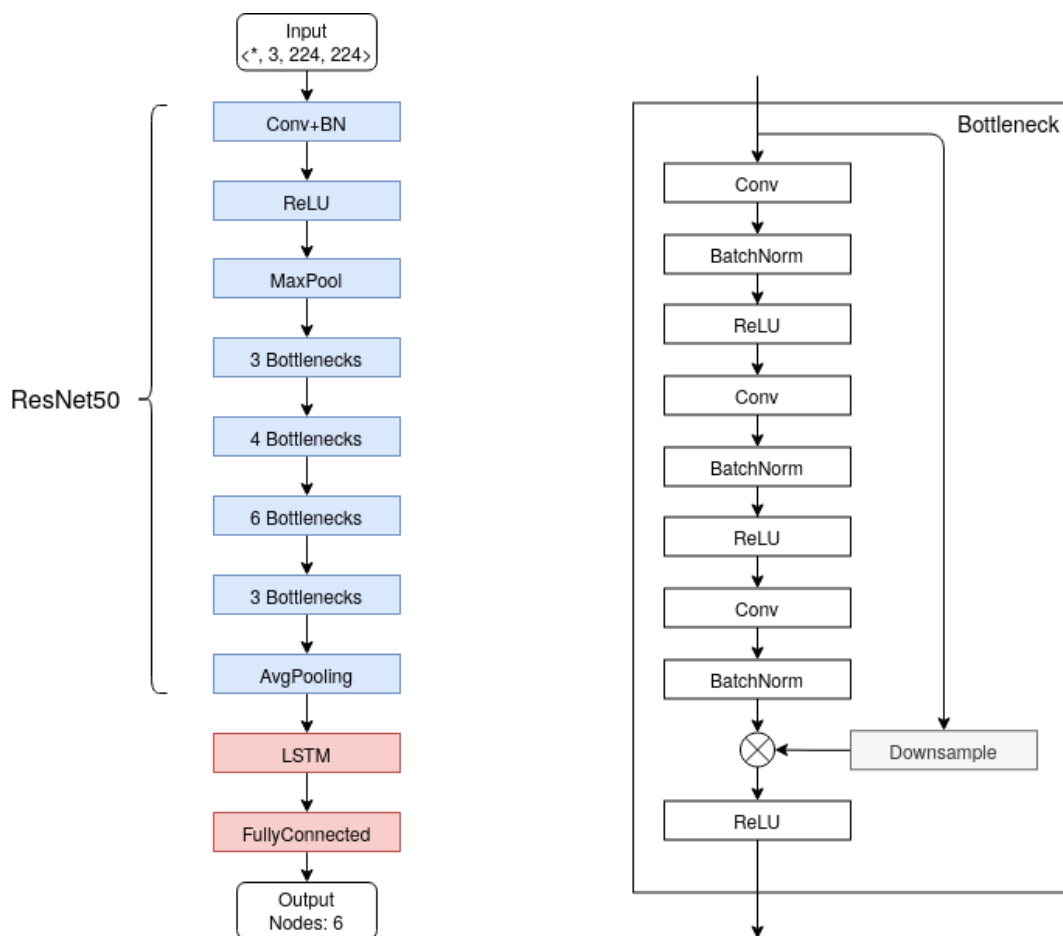 Input
<*, 3, 224, 224>
Conv+BN
ReLU
MaxPool
3 Bottlenecks
ResNet50
4 Bottlenecks
6 Bottlenecks
3 Bottlenecks
AvgPooling
LSTM
FullyConnected
Output
Nodes: 6
Bottleneck
Conv
BatchNorm
ReLU
Conv
BatchNorm
ReLU
Conv
BatchNorm
Downsample
ReLU